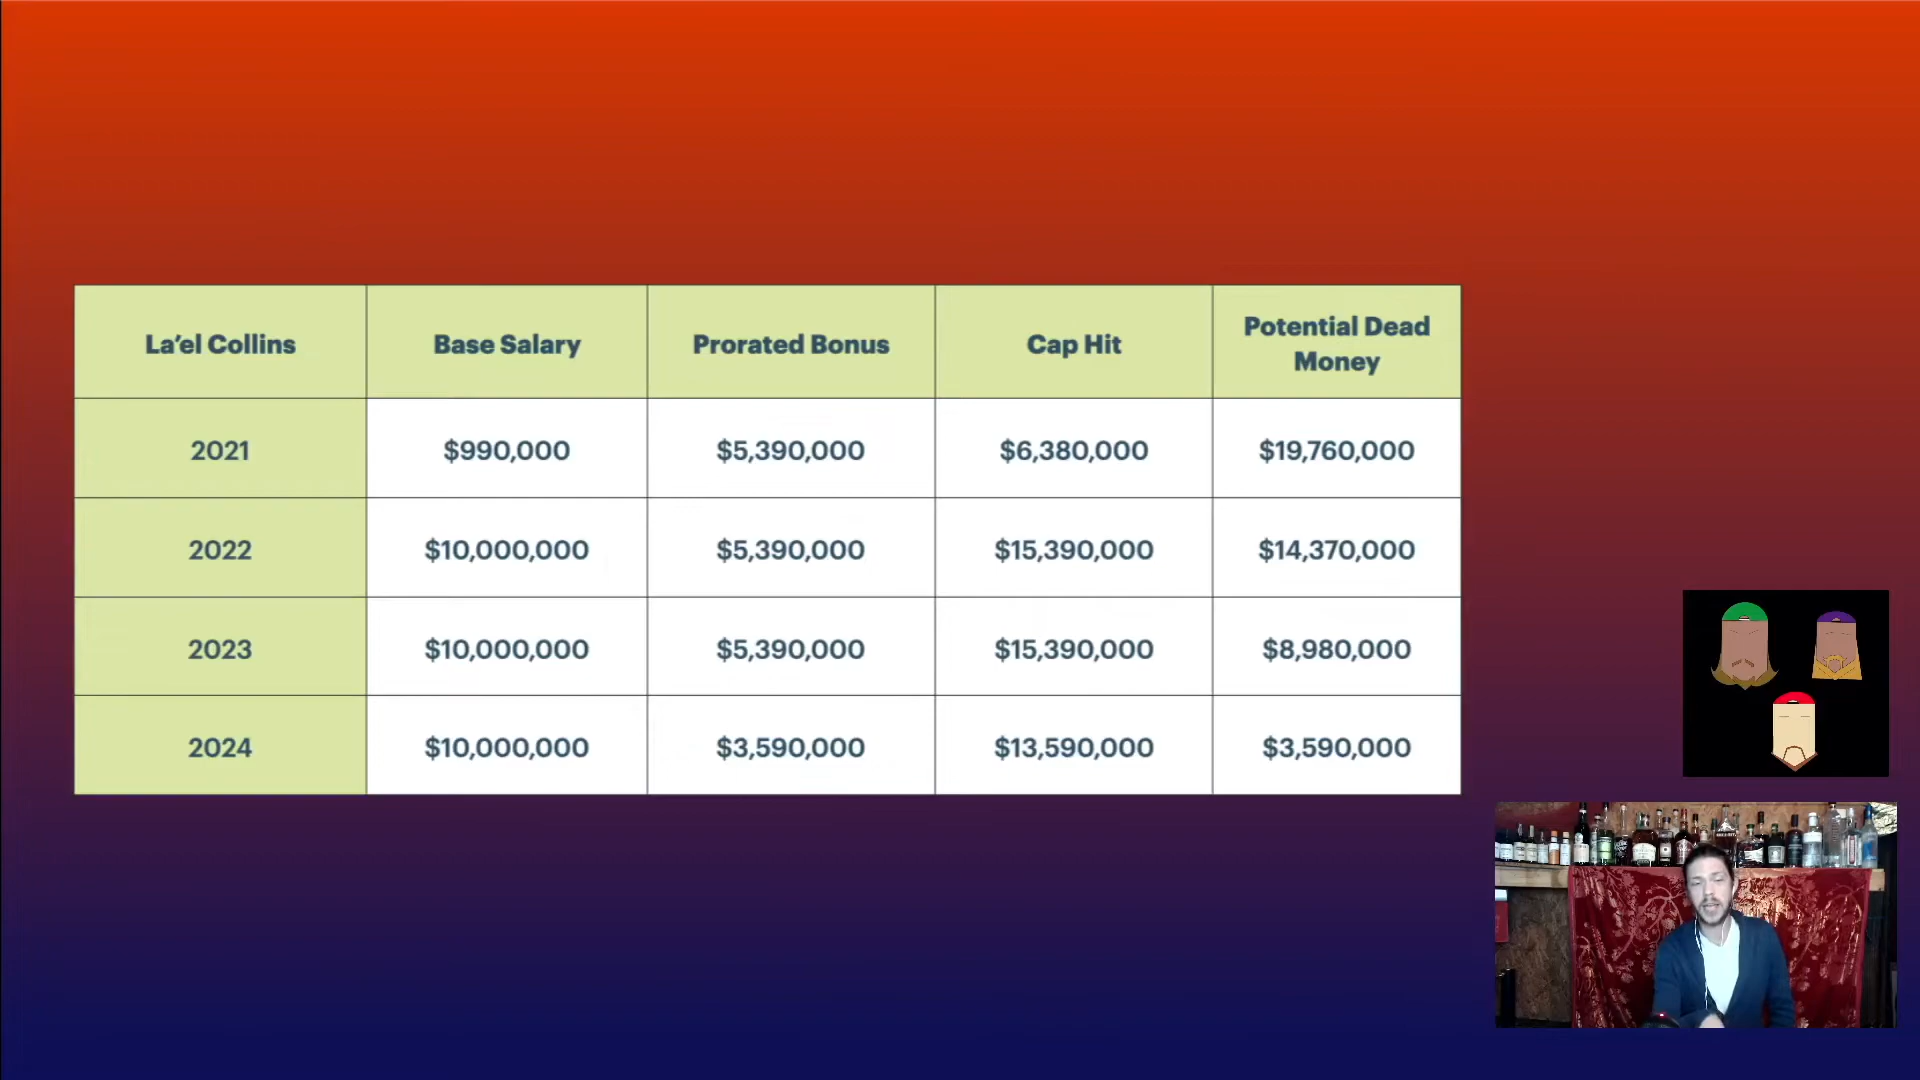 La'el Collins Base Salary Prorated Bonus Cap Hit Potential Dead Money
2021 $990,000 $5,390,000 $6,380,000 $19,760,000
2022 $10,000,000 $5,390,000 $15,390,000 $14,370,000
2023 $10,000,000 $5,390,000 $15,390,000 $8,980,000
2024 $10,000,000 $3,590,000 $13,590,000 $3,590,000